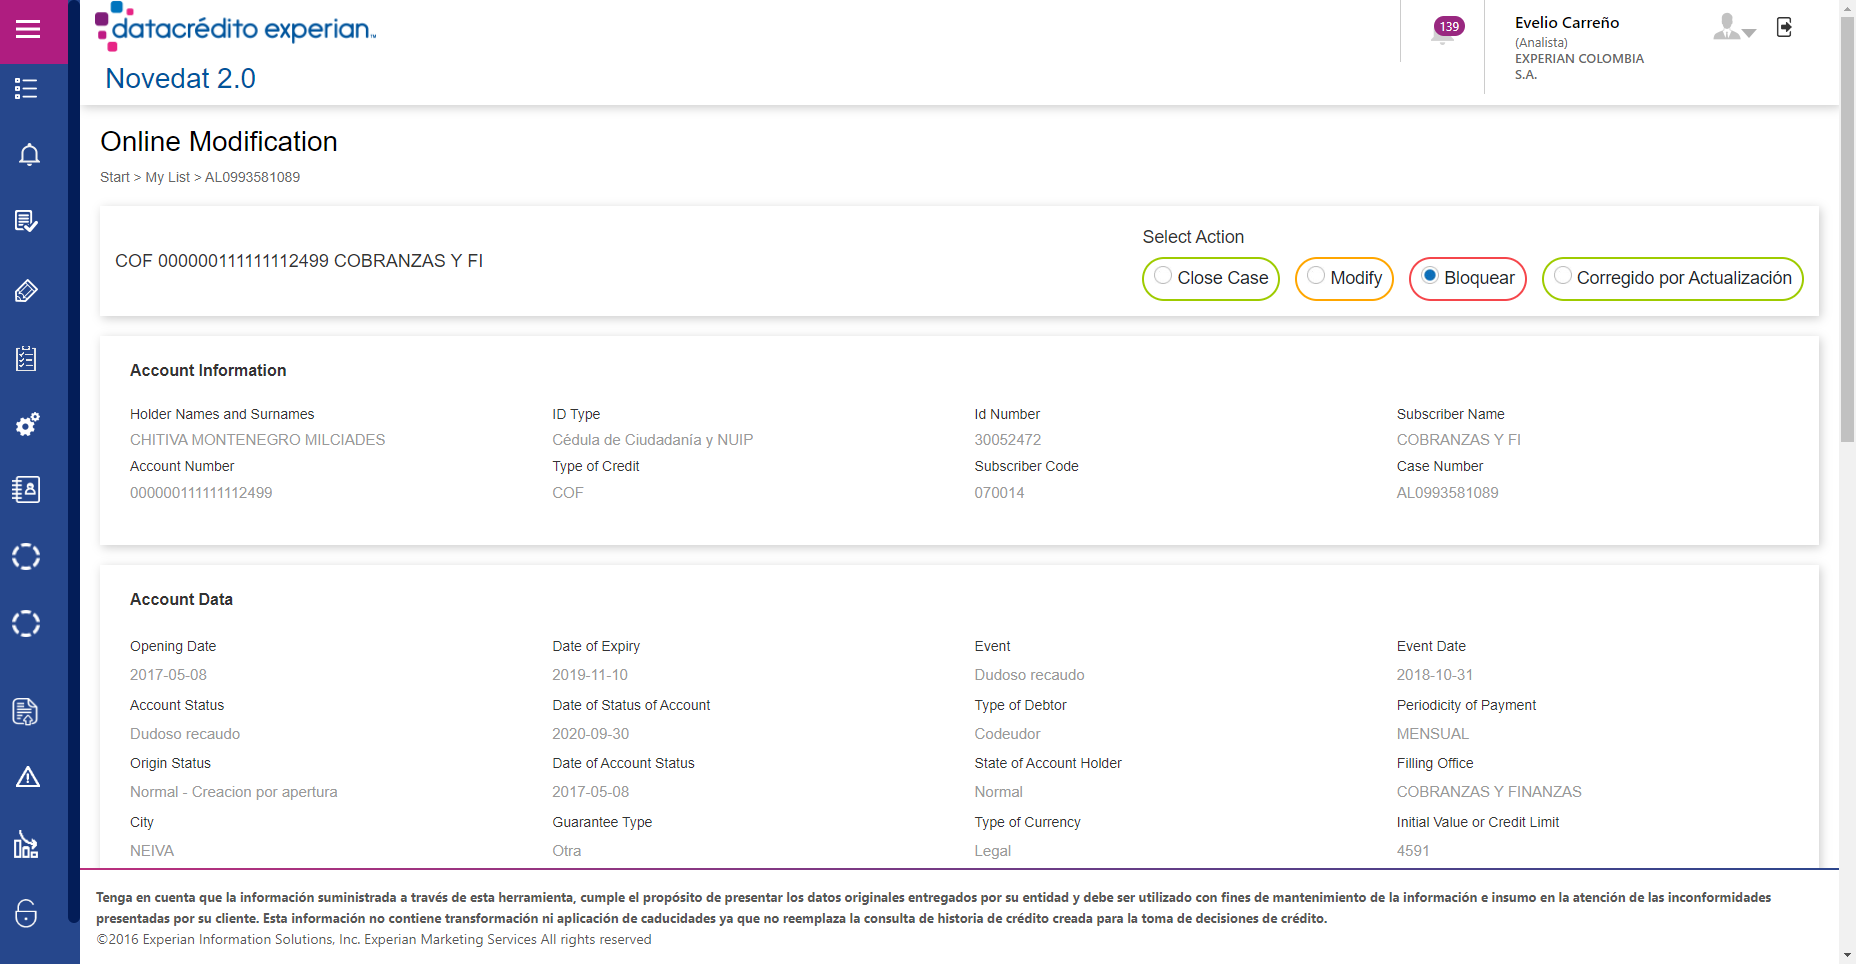 datacrédito experian™
Novedat 2.0
139
Evelio Carreño
(Analista)
EXPERIAN COLOMBIA
S.A.
Online Modification
Start > My List > AL0993581089
COF 000000111111112499 COBRANZAS Y FI
Select Action
Close Case Modify Bloquear Corregido por Actualización
Account Information
Holder Names and Surnames ID Type Id Number Subscriber Name
CHITIVA MONTENEGRO MILCIADES Cédula de Ciudadanía y NUIP 30052472 COBRANZAS Y FI
Account Number Type of Credit Subscriber Code Case Number
000000111111112499 COF 070014 AL0993581089
Account Data
Opening Date Date of Expiry Event Event Date
2017-05-08 2019-11-10 Dudoso recaudo 2018-10-31
Account Status Date of Status of Account Type of Debtor Periodicity of Payment
Dudoso recaudo 2020-09-30 Codeudor MENSUAL
Origin Status Date of Account Status State of Account Holder Filling Office
Normal - Creacion por apertura 2017-05-08 Normal COBRANZAS Y FINANZAS
City Guarantee Type Type of Currency Initial Value or Credit Limit
NEIVA Otra Legal 4591
Tenga en cuenta que la información suministrada a través de esta herramienta, cumple el propósito de presentar los datos originales entregados por su entidad y debe ser utilizado con fines de mantenimiento de la información e insumo en la atención de las inconformidades
presentadas por su cliente. Esta información no contiene transformación ni aplicación de caducidades ya que no reemplaza la consulta de historia de crédito creada para la toma de decisiones de crédito.
©2016 Experian Information Solutions, Inc. Experian Marketing Services All rights reserved